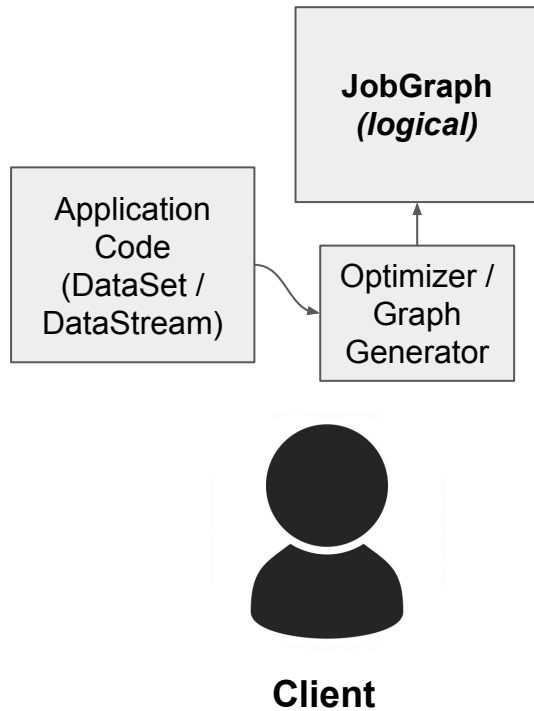 JobGraph
(logical)
Application
Code
(DataSet /
DataStream)
Optimizer /
Graph
Generator
Client